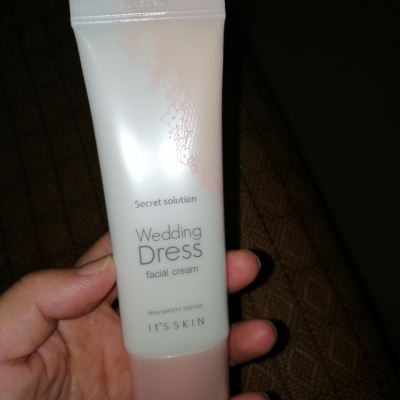 Secret solution
Wedding
Dress
facial cream
SKIN SAFETY TESTED
It'S SKIN